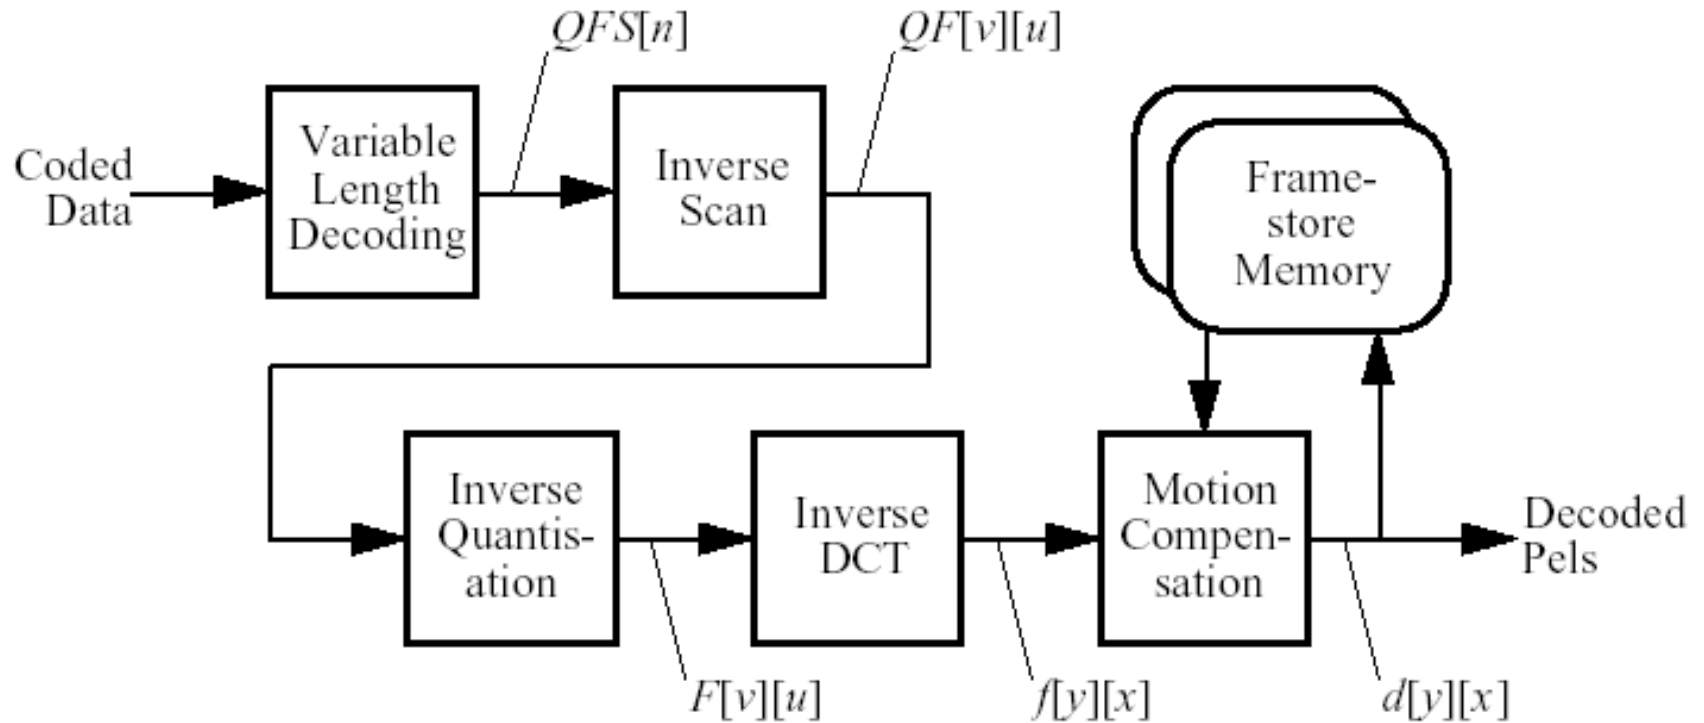 QFS[n]
QF[v][u]
Coded
Data
Variable
Length
Decoding
Inverse
Scan
Frame-
store
Memory
Inverse
Quantis-
ation
Inverse
DCT
Motion
Compen-
sation
Decoded
Pels
F[v][u]
f[y][x]
d[y][x]